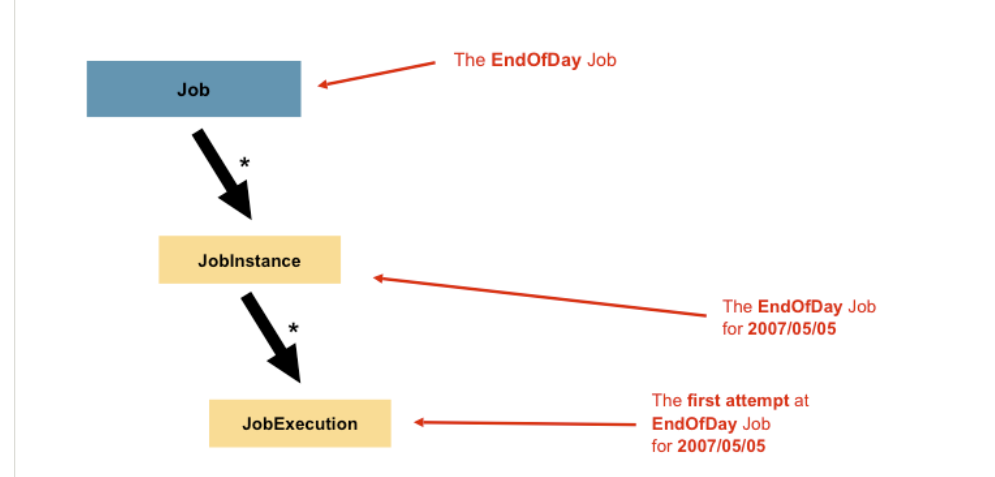 The EndOfDay Job
Job
*
JobInstance
The EndOfDay Job
for 2007/05/05
*
The first attempt at
EndOfDay Job
for 2007/05/05
JobExecution